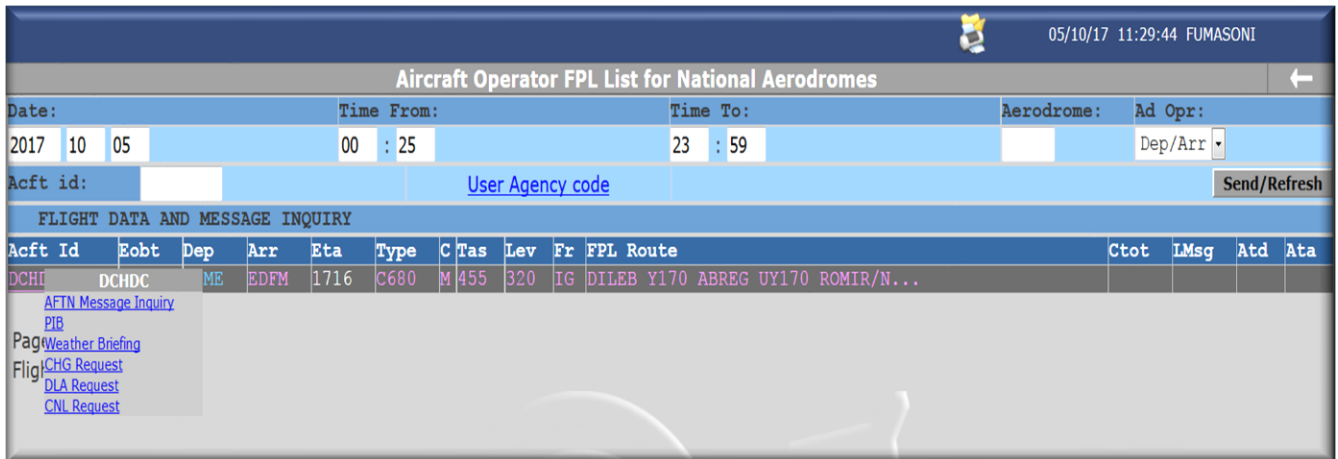 05/10/17 11:29:44 FUMASONI
Aircraft Operator FPL List for National Aerodromes
Date: Time From: Time To: Aerodrome: Ad Opr:
2017 10 05 00 : 25 23 : 59 Dep/Arr
Acft id: User Agency code Send/Refresh
FLIGHT DATA AND MESSAGE INQUIRY
Acft Id Eobt Dep Arr Eta Type C Tas Lev Fr FPL Route Ctot LMsg Atd Ata
DCHD ME EDFM 1716 C680 M 455 320 IG DILEB Y170 ABREG UY170 ROMIR/N...
DCHDC
AFTN Message Inquiry
PIB
Weather Briefing
CHG Request
DLA Request
CNL Request
Page
Flig